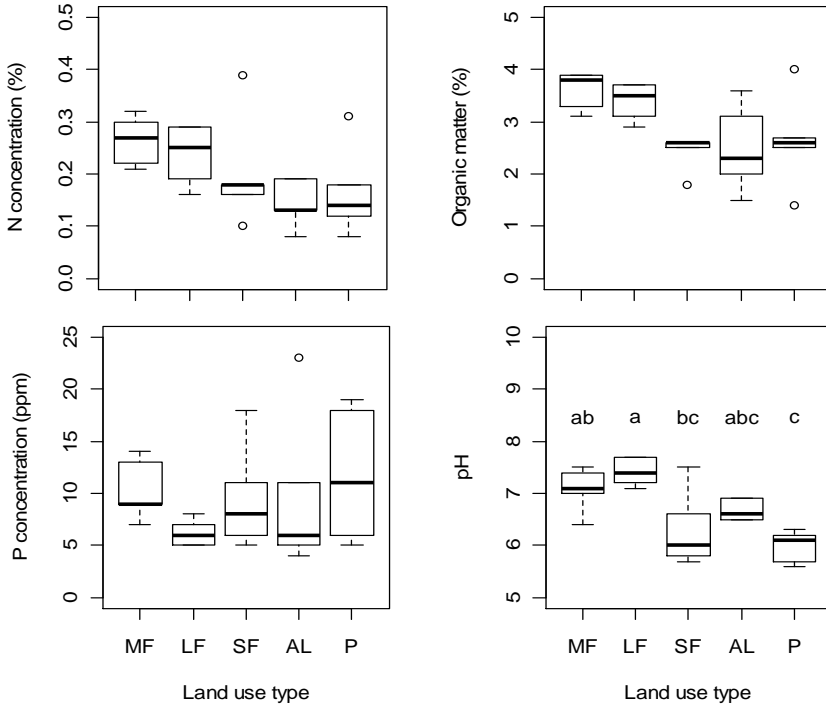 N concentration (%)
0.5
0.4
0.3
0.2
0.1
0.0
Organic matter (%)
5
4
3
2
1
0
P concentration (ppm)
25
20
15
10
5
0
MF LF SF AL P
Land use type
pH
10
9
8
7
6
5
ab a bc abc c
MF LF SF AL P
Land use type